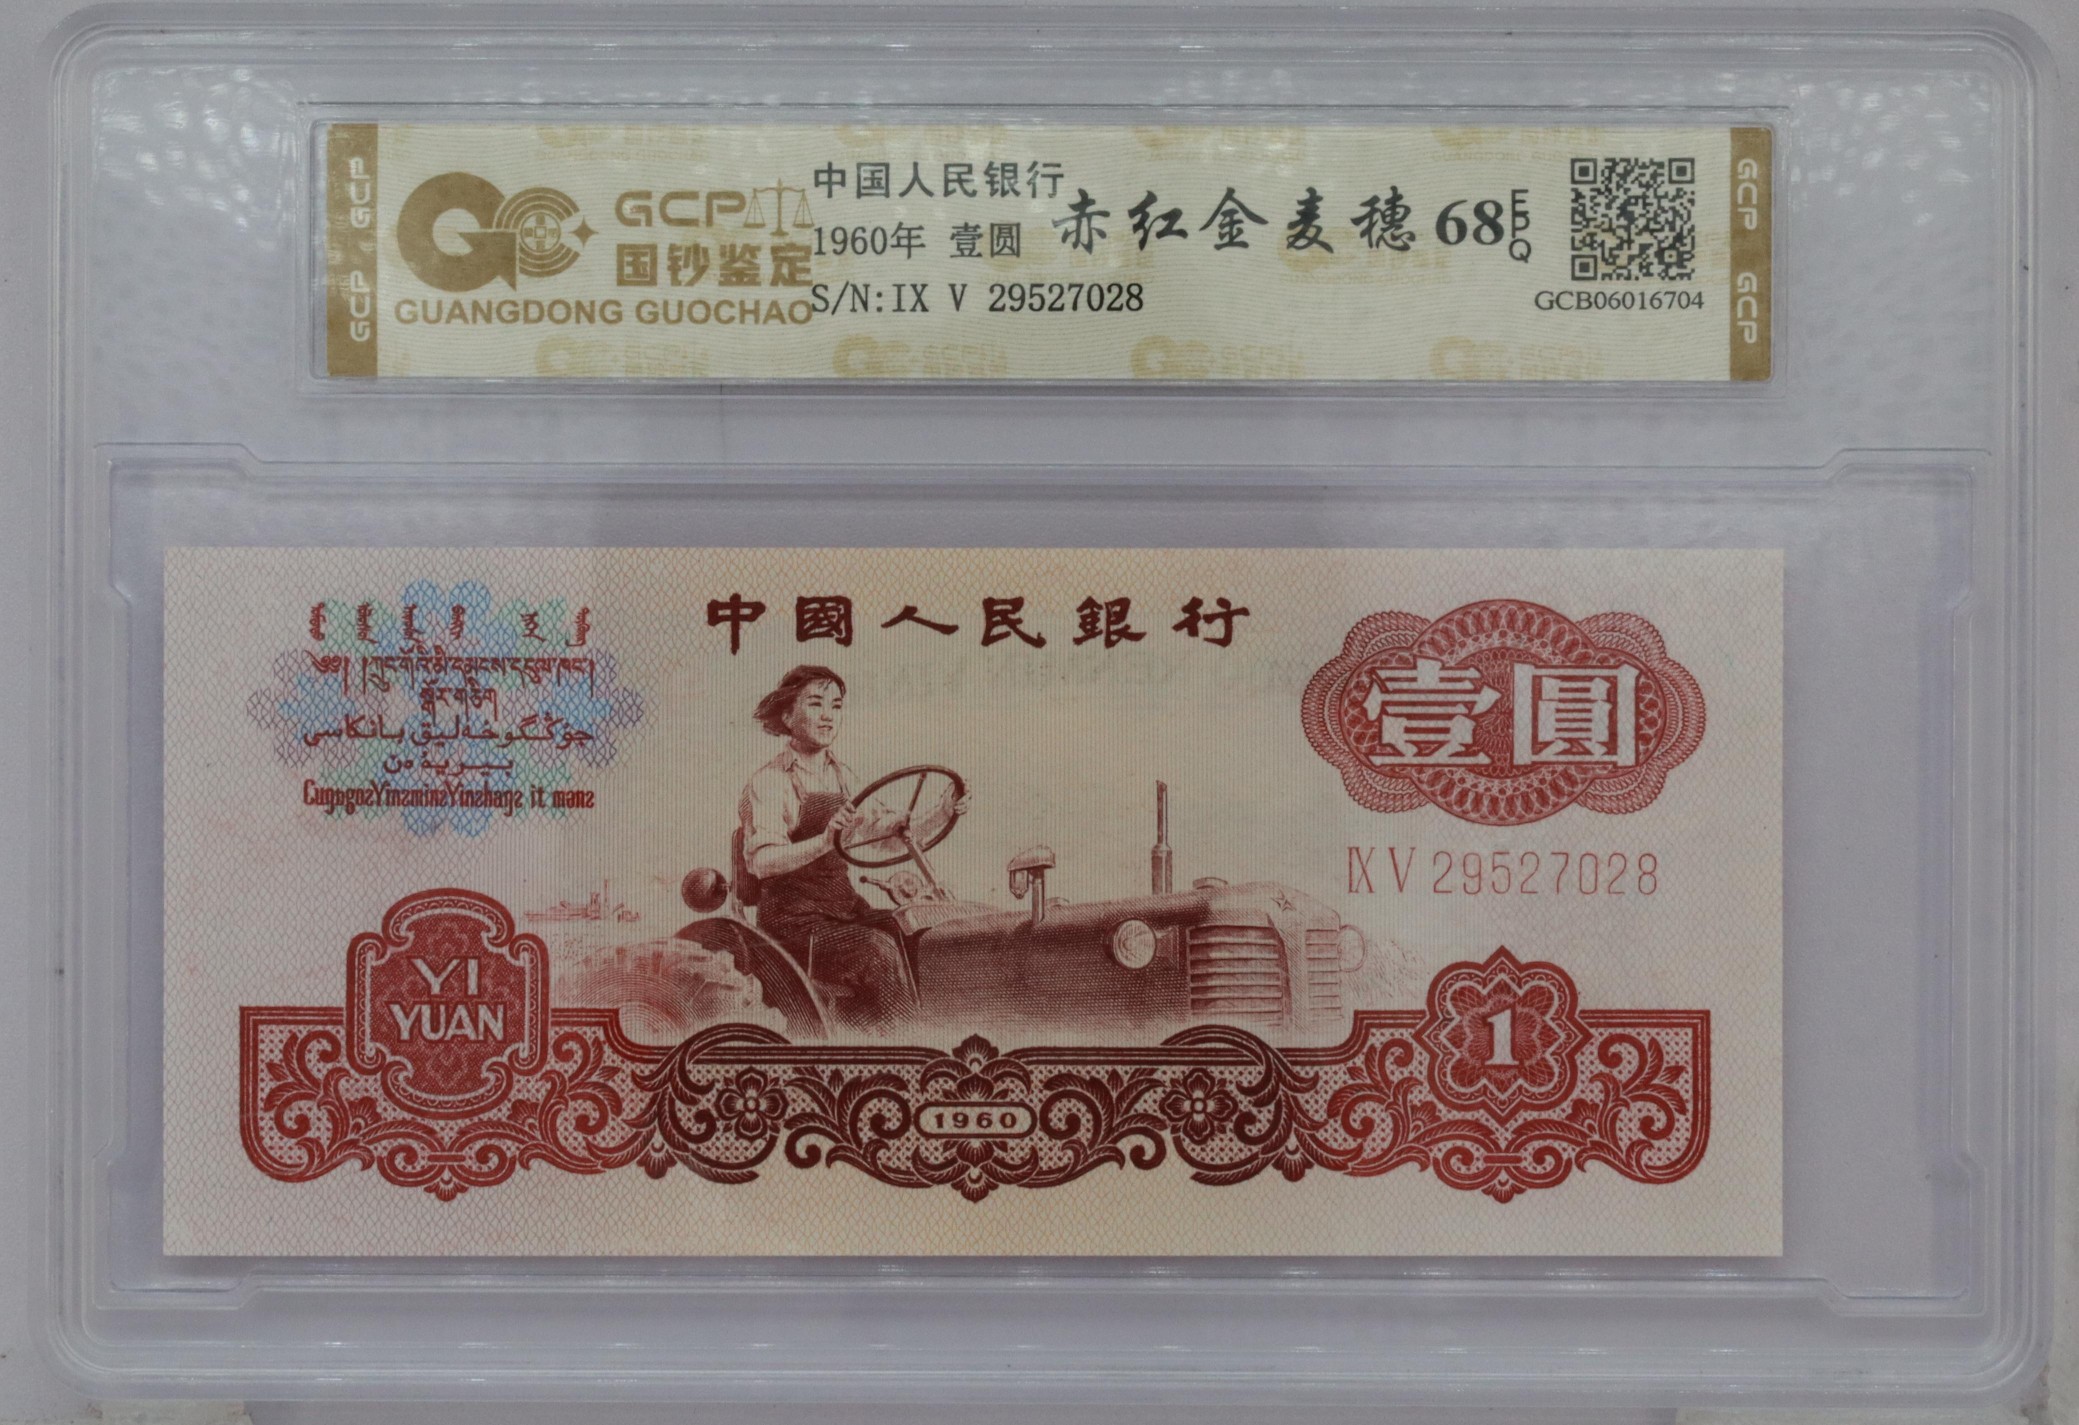 GCP
GCP
GCP
国钞鉴定
GUANGDONG GUOCHAO
中国人民银行
1960年 壹圆
S/N:IX V 29527028
赤红金麦穗 68 EPQ
GCB06016704
GCP
GCP
中國人民銀行
壹圓
IX V 29527028
YI
YUAN
1960
1